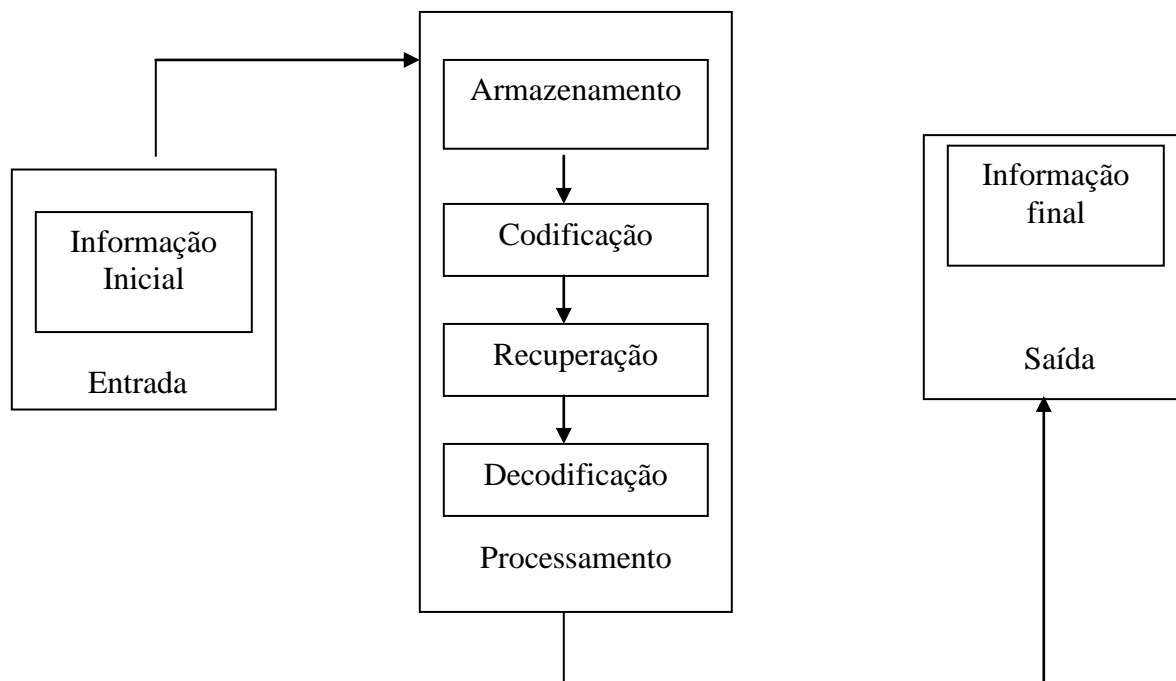 Informação
Inicial
Entrada
Armazenamento
Codificação
Recuperação
Decodificação
Processamento
Informação
final
Saída